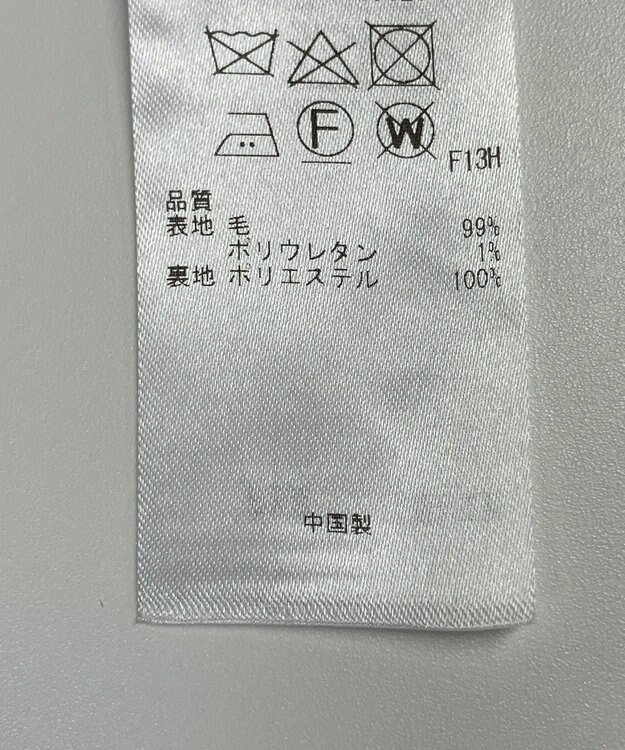 F
W
F13H
品質
表地 毛 99%
ポリウレタン 1%
裏地 ポリエステル 100%
中国製